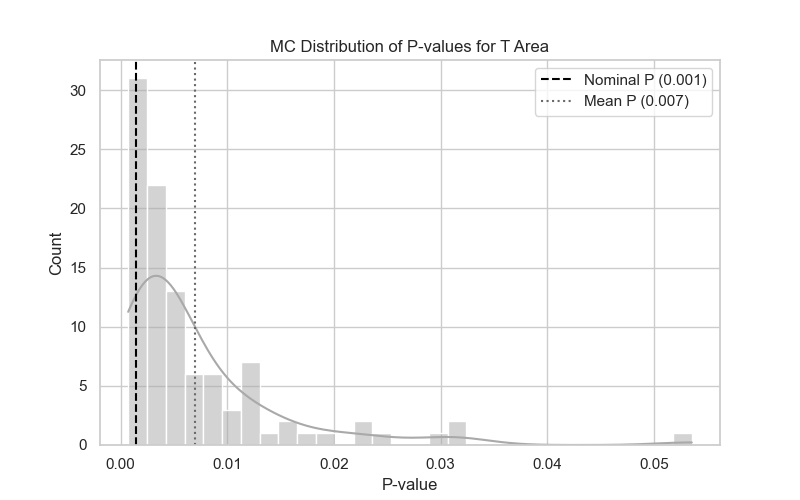 MC Distribution of P-values for T Area
Nominal P (0.001)
Mean P (0.007)
30
25
20
15
10
5
0
Count
0.00 0.01 0.02 0.03 0.04 0.05
P-value